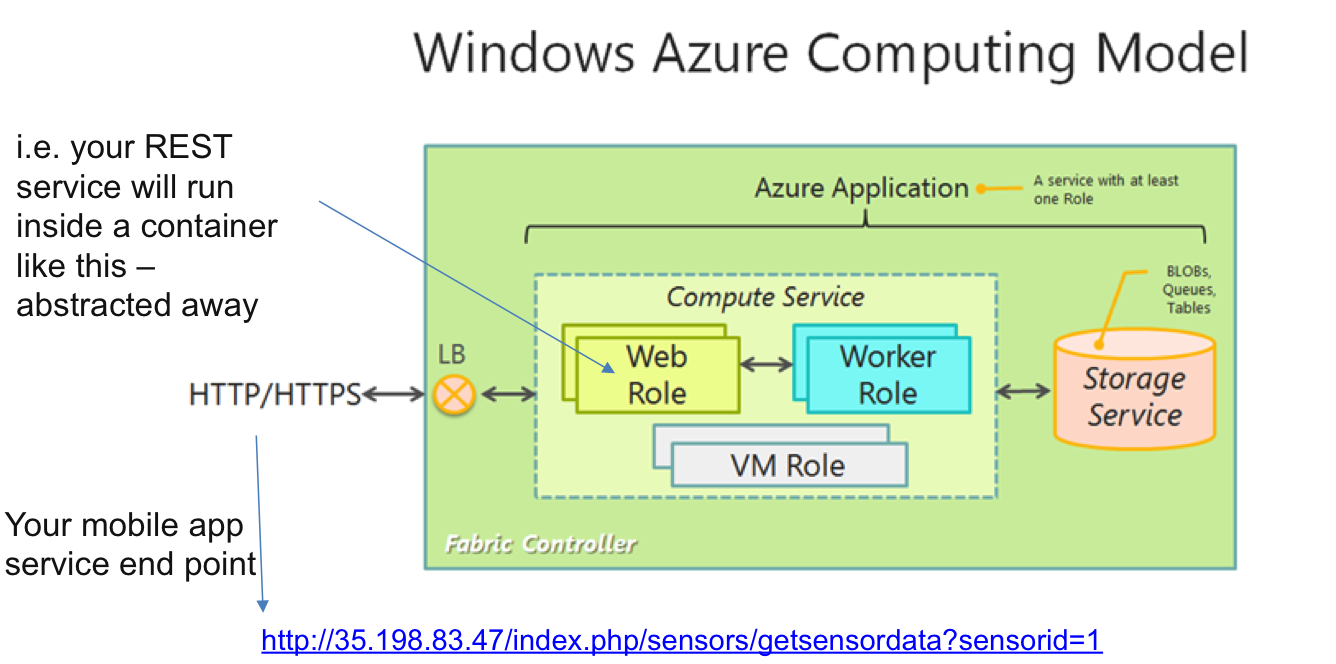 Windows Azure Computing Model
i.e. your REST
service will run
inside a container
like this –
abstracted away
Azure Application
A service with at least
one Role
BLOBs,
Queues,
Tables
Compute Service
LB
Web
Role
Worker
Role
Storage
Service
HTTP/HTTPS
VM Role
Your mobile app
service end point
Fabric Controller
http://35.198.83.47/index.php/sensors/getsensordata?sensorid=1